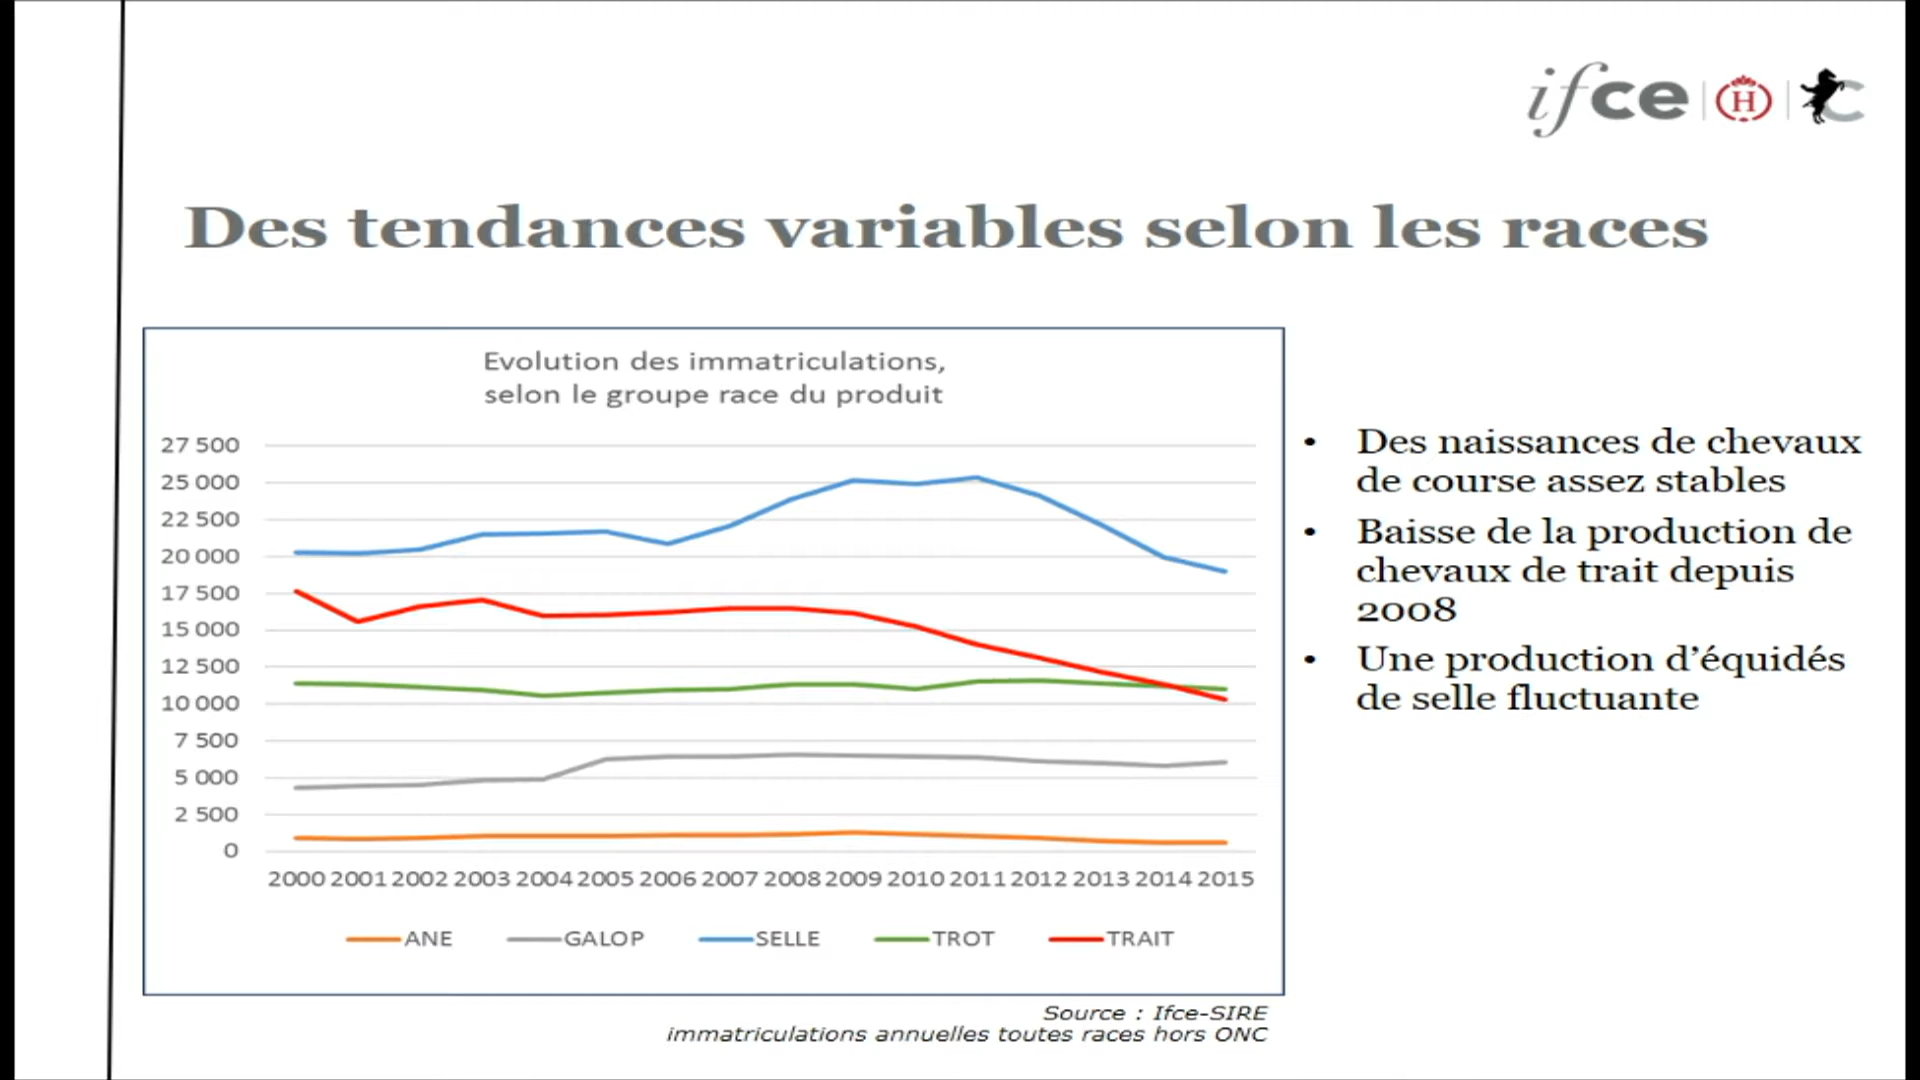 ifce | H | C
Des tendances variables selon les races
Evolution des immatriculations,
selon le groupe race du produit
27 500
25 000
22 500
20 000
17 500
15 000
12 500
10 000
7 500
5 000
2 500
0
2000 2001 2002 2003 2004 2005 2006 2007 2008 2009 2010 2011 2012 2013 2014 2015
ANE GALOP SELLE TROT TRAIT
Source : Ifce-SIRE
immatriculations annuelles toutes races hors ONC
• Des naissances de chevaux
de course assez stables
• Baisse de la production de
chevaux de trait depuis
2008
• Une production d’équidés
de selle fluctuante